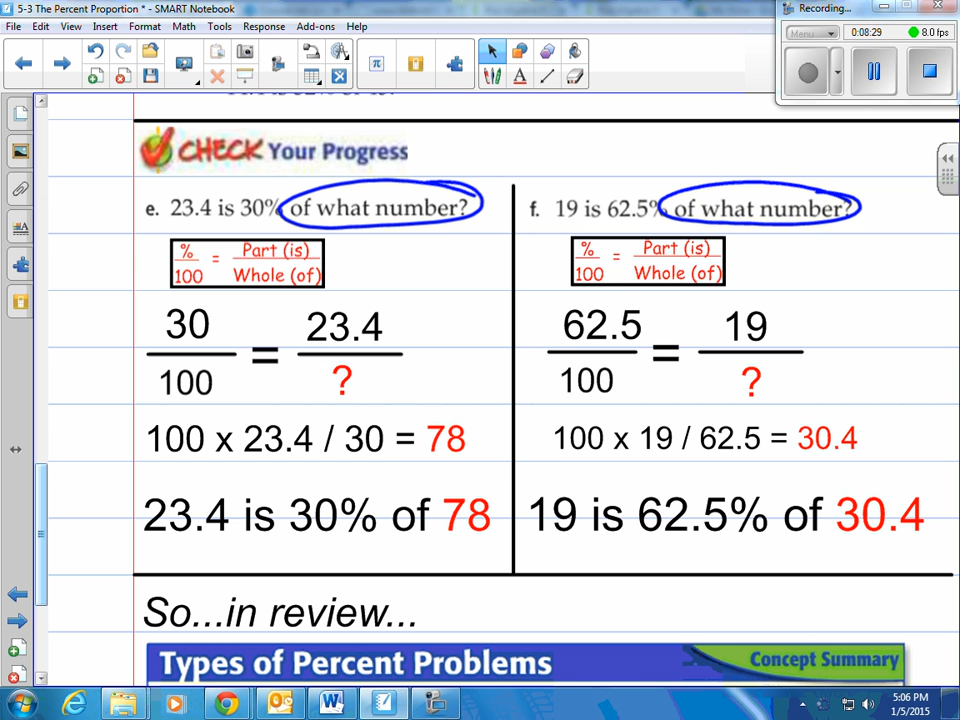 5-3 The Percent Proportion * - SMART Notebook
File Edit View Insert Format Math Tools Response Add-ons Help
Recording...
Menu 0:08:29 8.0 fps
CHECK Your Progress
e. 23.4 is 30% of what number?
% / 100 = Part (is) / Whole (of)
30 / 100 = 23.4 / ?
100 x 23.4 / 30 = 78
23.4 is 30% of 78
f. 19 is 62.5% of what number?
% / 100 = Part (is) / Whole (of)
62.5 / 100 = 19 / ?
100 x 19 / 62.5 = 30.4
19 is 62.5% of 30.4
So...in review...
Types of Percent Problems
Concept Summary
5:06 PM
1/5/2015